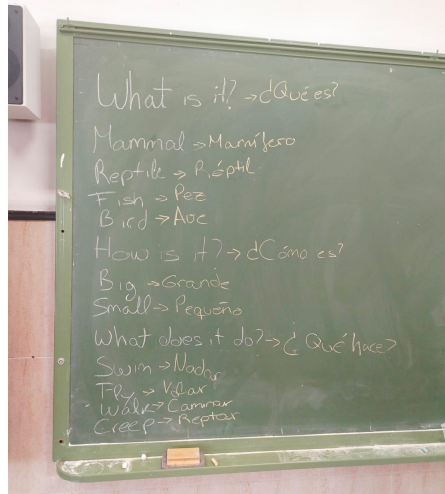 What is it? → ¿Qué es?
Mammal → Mamífero
Reptile → Réptil
Fish → Pez
Bird → Ave
How is it? → ¿Cómo es?
Big → Grande
Small → Pequeño
What does it do? → ¿Qué hace?
Swim → Nadar
Fly → Volar
Walk → Caminar
Creep → Reptar